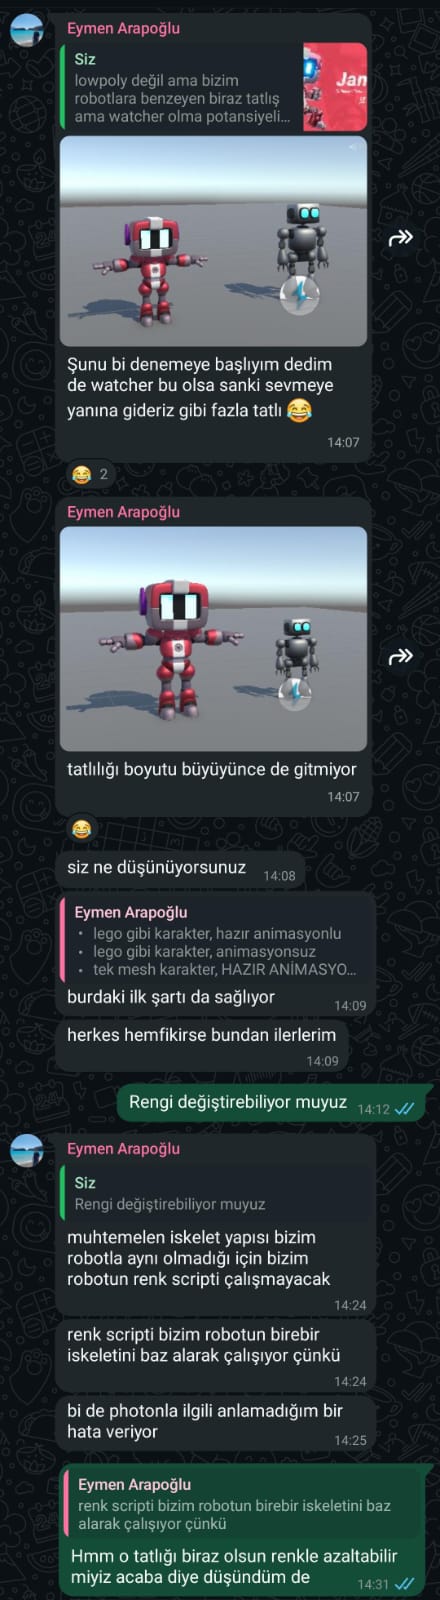 Eymen Arapoğlu
Siz
lowpoly değil ama bizim
robotlara benzeyen biraz tatlış
ama watcher olma potansiyeli...
Jan
Şunu bi denemeye başlıyım dedim
de watcher bu olsa sanki sevmeye
yanına gideriz gibi fazla tatlı 😂
14:07
😂 2
Eymen Arapoğlu
tatlılığı boyutu büyüyünce de gitmiyor
14:07
😂
siz ne düşünüyorsunuz 14:08
Eymen Arapoğlu
• lego gibi karakter, hazır animasyonlu
• lego gibi karakter, animasyonsuz
• tek mesh karakter, HAZIR ANİMASYO...
burdaki ilk şartı da sağlıyor
14:09
herkes hemfikirse bundan ilerlerim
14:09
Rengi değiştirebiliyor muyuz 14:12
Eymen Arapoğlu
Siz
Rengi değiştirebiliyor muyuz
muhtemelen iskelet yapısı bizim
robotla aynı olmadığı için bizim
robotun renk scripti çalışmayacak
14:24
renk scripti bizim robotun birebir
iskeletini baz alarak çalışıyor çünkü
14:24
bi de photonla ilgili anlamadığım bir
hata veriyor
14:25
Eymen Arapoğlu
renk scripti bizim robotun birebir iskeletini baz
alarak çalışıyor çünkü
Hmm o tatlığı biraz olsun renkle azaltabilir
miyiz acaba diye düşündüm de 14:31